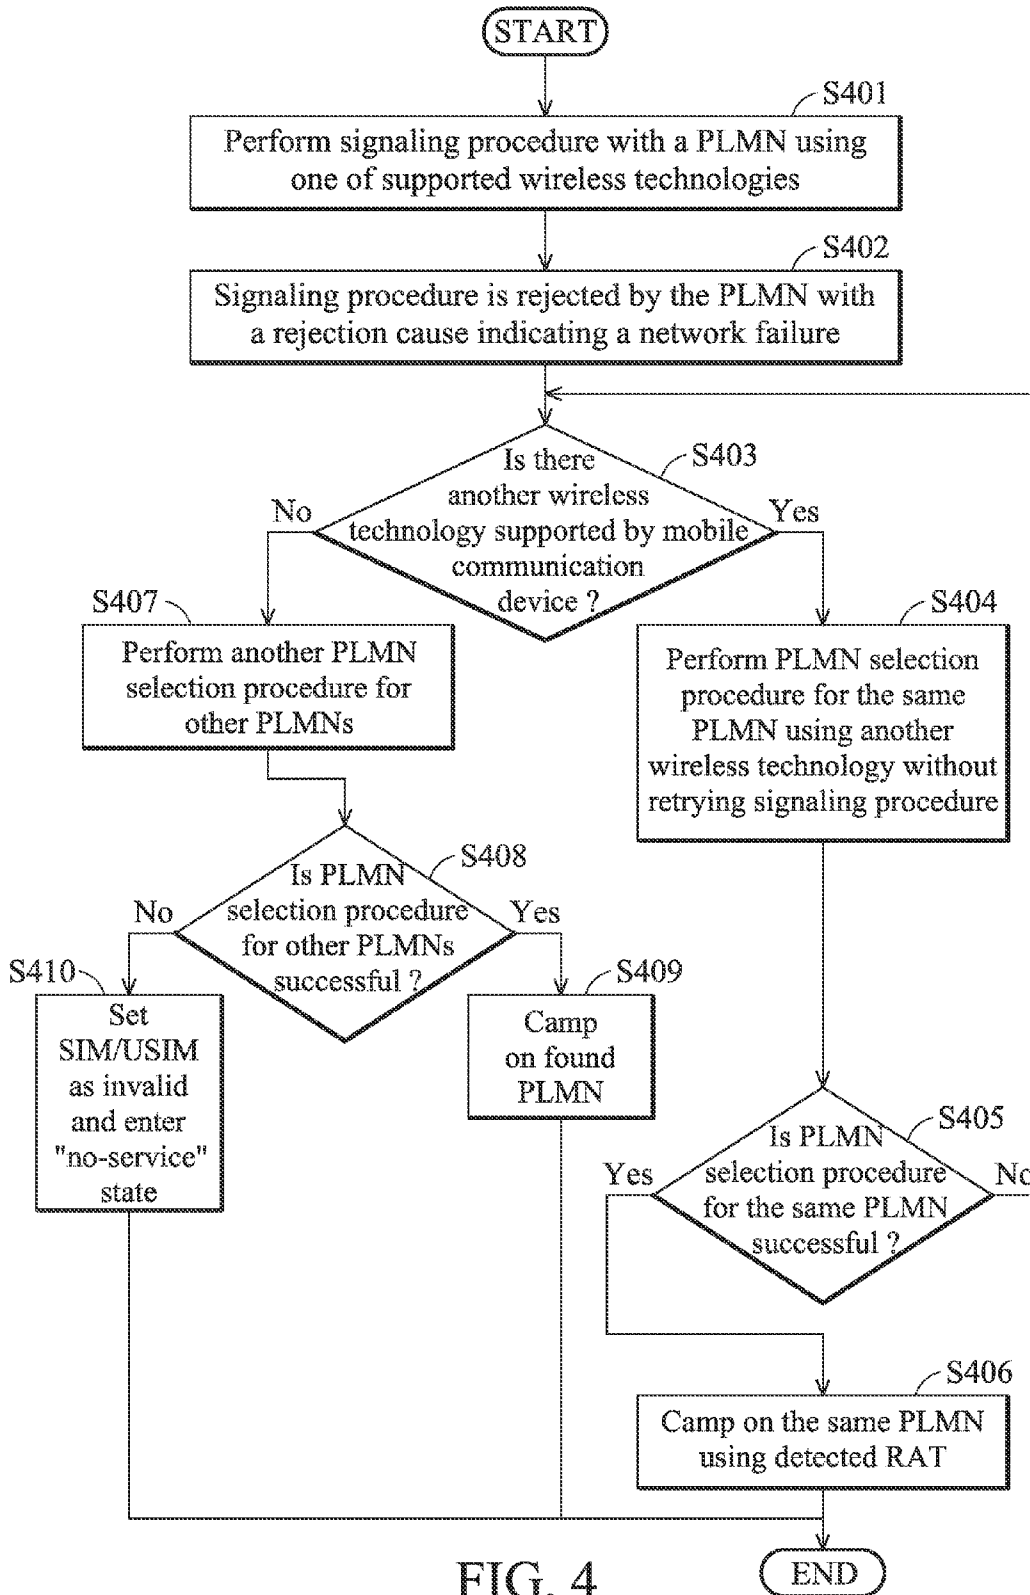 START
S401
Perform signaling procedure with a PLMN using
one of supported wireless technologies
S402
Signaling procedure is rejected by the PLMN with
a rejection cause indicating a network failure
S403
Is there
another wireless
technology supported by mobile
communication
device ?
No
Yes
S407
Perform another PLMN
selection procedure for
other PLMNs
S404
Perform PLMN selection
procedure for the same
PLMN using another
wireless technology without
retrying signaling procedure
S408
Is PLMN
selection procedure
for other PLMNs
successful ?
No
Yes
S410
Set
SIM/USIM
as invalid
and enter
"no-service"
state
S409
Camp
on found
PLMN
S405
Is PLMN
selection procedure
for the same PLMN
successful ?
Yes
No
S406
Camp on the same PLMN
using detected RAT
END
FIG. 4